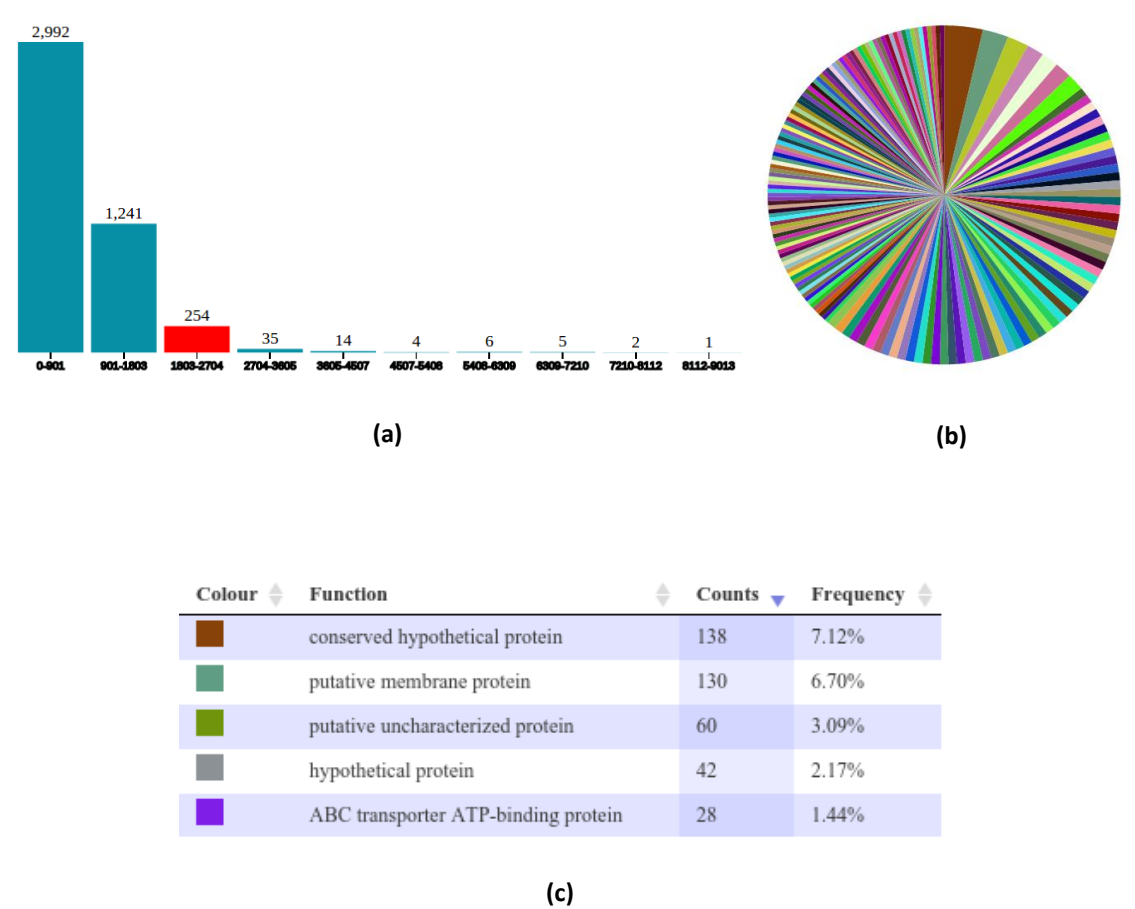 2,992
1,241
254
35
14
4
6
5
2
1
0-901
901-1803
1803-2704
2704-3605
3605-4507
4507-5408
5408-6309
6309-7210
7210-8112
8112-9013
(a)
(b)
Colour Function Counts Frequency
conserved hypothetical protein 138 7.12%
putative membrane protein 130 6.70%
putative uncharacterized protein 60 3.09%
hypothetical protein 42 2.17%
ABC transporter ATP-binding protein 28 1.44%
(c)